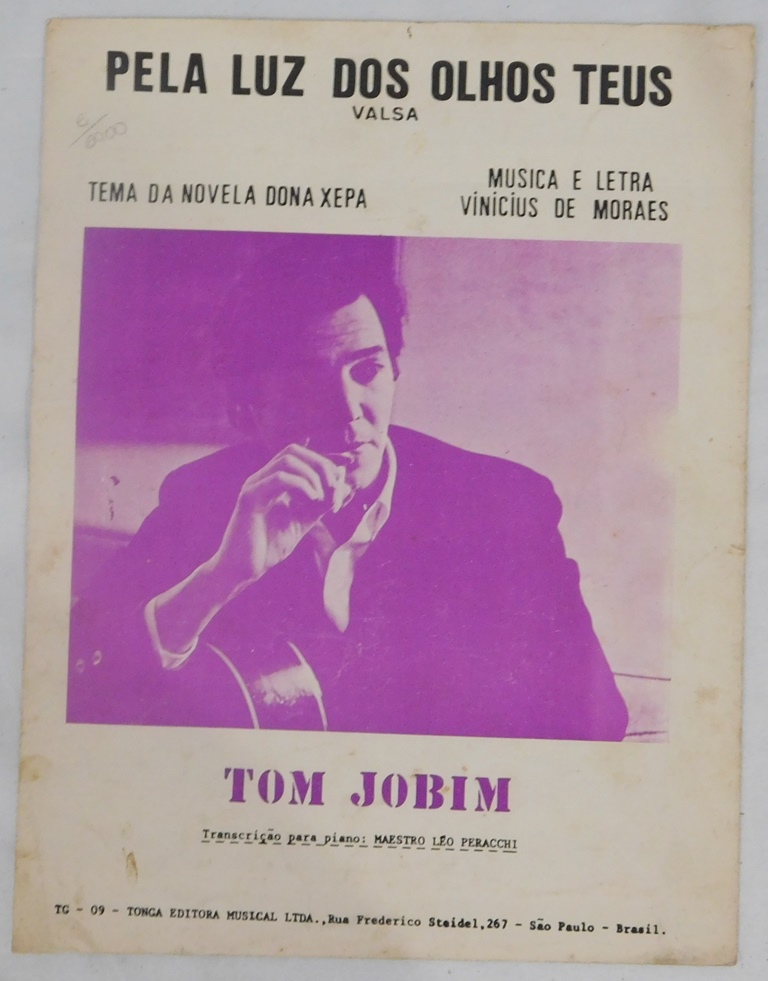 PELA LUZ DOS OLHOS TEUS
VALSA
TEMA DA NOVELA DONA XEPA
MUSICA E LETRA
VINICIUS DE MORAES
TOM JOBIM
Transcrição para piano: MAESTRO LÉO PERACCHI
TG - 09 - TONGA EDITORA MUSICAL LTDA.,Rua Frederico Steidel,267 - São Paulo - Brasil.